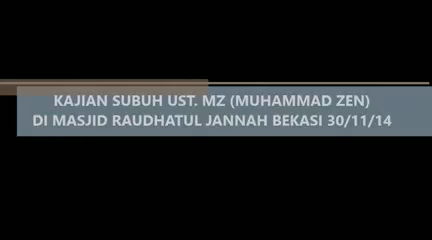 KAJIAN SUBUH UST. MZ (MUHAMMAD ZEN)
DI MASJID RAUDHATUL JANNAH BEKASI 30/11/14